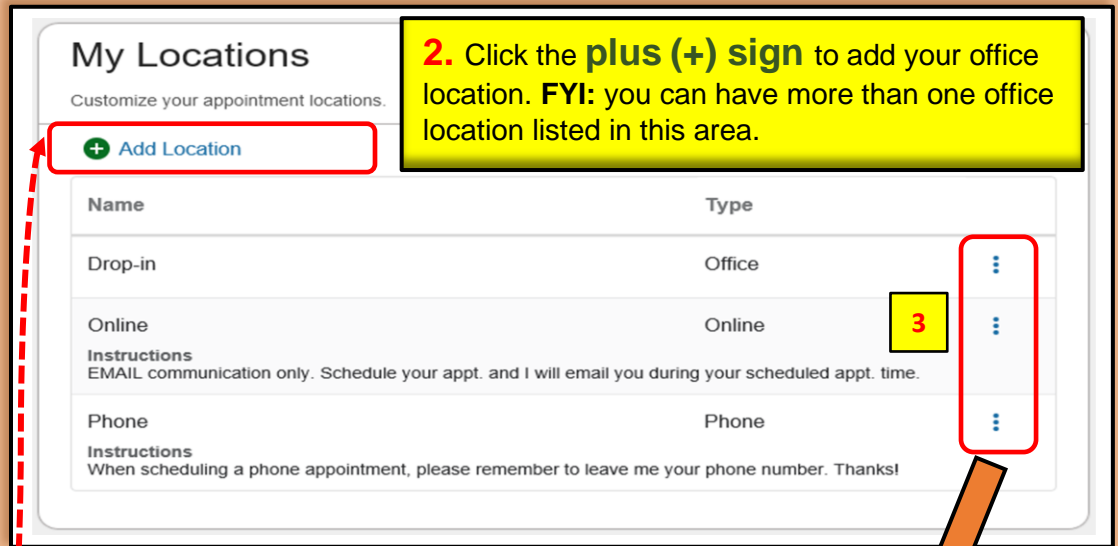 My Locations
Customize your appointment locations.
2. Click the plus (+) sign to add your office
location. FYI: you can have more than one office
location listed in this area.
+ Add Location
Name Type
Drop-in Office
Online Online
3
Instructions
EMAIL communication only. Schedule your appt. and I will email you during your scheduled appt. time.
Phone Phone
Instructions
When scheduling a phone appointment, please remember to leave me your phone number. Thanks!